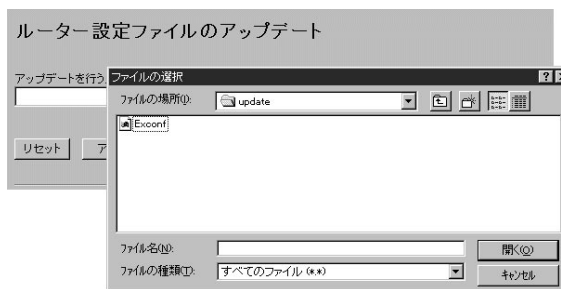 ルーター設定ファイルのアップデート
アップデートを行う
ファイルの選択
ファイルの場所(I):
update
Exconf
リセット
ア
ファイル名(N):
開く(O)
ファイルの種類(T):
すべてのファイル (*.*)
キャンセル